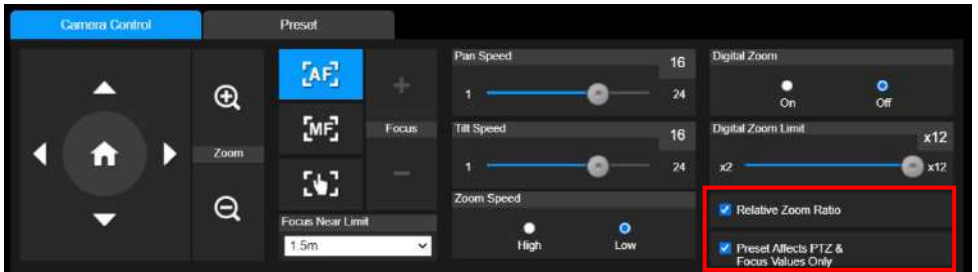 Camera Control
Preset
Zoom
AF
MF
+
Focus
−
Focus Near Limit
1.5m
Pan Speed
16
1
24
Tilt Speed
16
1
24
Zoom Speed
High
Low
Digital Zoom
On
Off
Digital Zoom Limit
x12
x2
x12
Relative Zoom Ratio
Preset Affects PTZ &
Focus Values Only